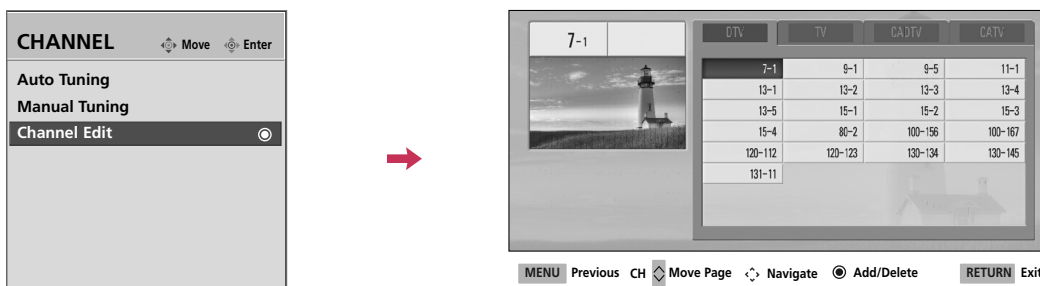 CHANNEL Move Enter
Auto Tuning
Manual Tuning
Channel Edit
7-1
DTV TV CADTV CATV
7-1 9-1 9-5 11-1
13-1 13-2 13-3 13-4
13-5 15-1 15-2 15-3
15-4 80-2 100-156 100-167
120-112 120-123 130-134 130-145
131-11
MENU Previous CH Move Page Navigate Add/Delete RETURN Exit